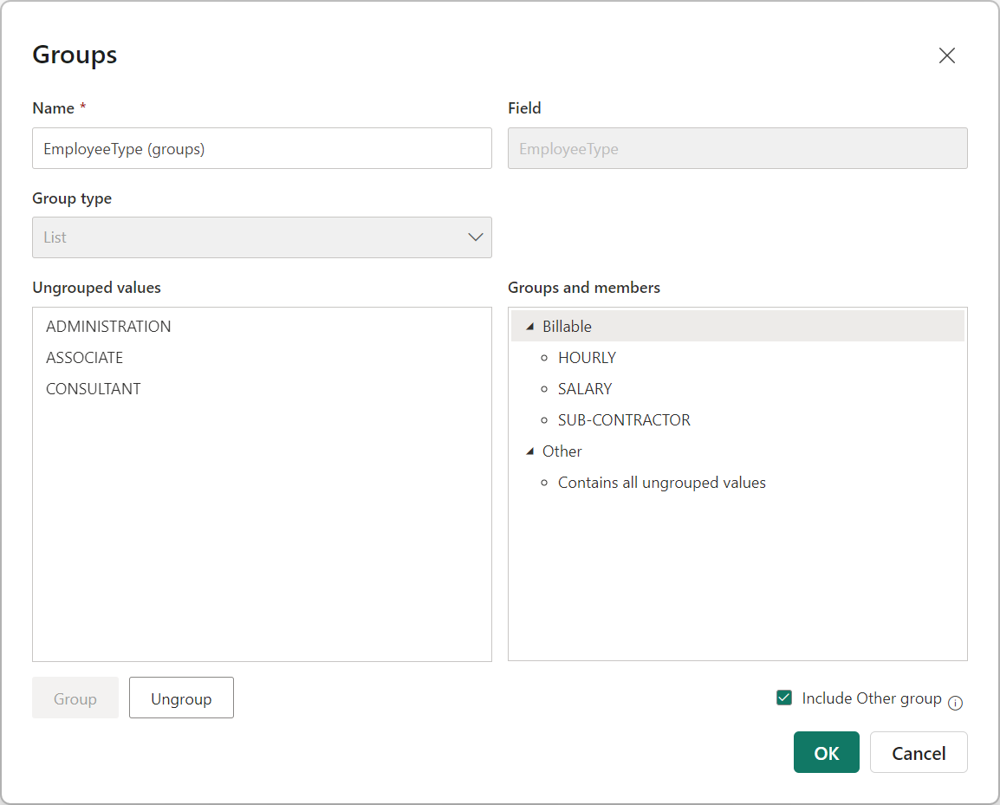 Groups
Name *
Field
EmployeeType (groups)
EmployeeType
Group type
List
Ungrouped values
ADMINISTRATION
ASSOCIATE
CONSULTANT
Groups and members
Billable
HOURLY
SALARY
SUB-CONTRACTOR
Other
Contains all ungrouped values
Group
Ungroup
Include Other group
OK
Cancel